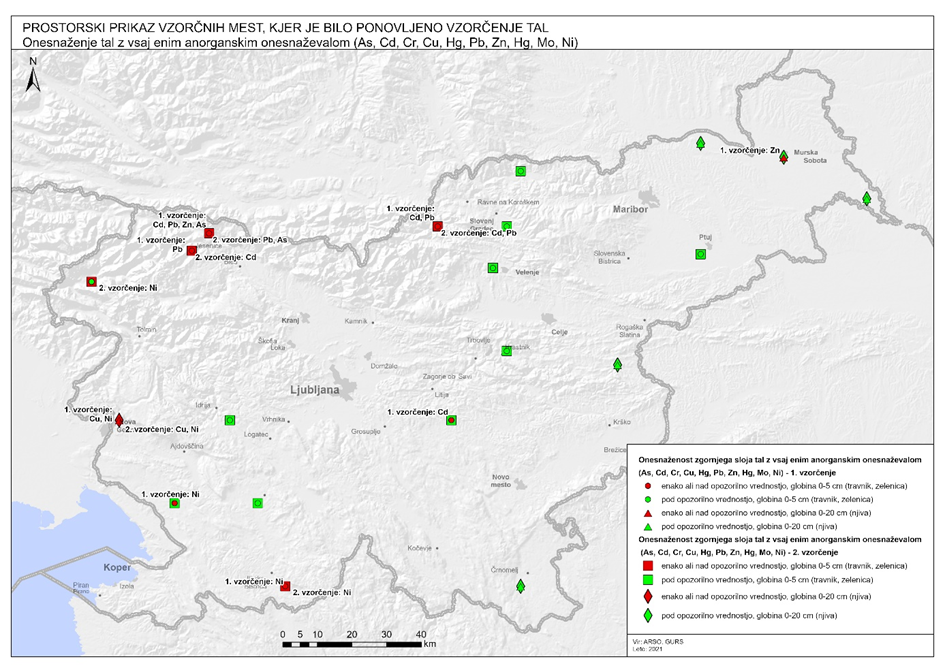 PROSTORSKI PRIKAZ VZORČNIH MEST, KJER JE BILO PONOVLJENO VZORČENJE TAL
Onesnaženje tal z vsaj enim anorganskim onesnaževalom (As, Cd, Cr, Cu, Hg, Pb, Zn, Hg, Mo, Ni)
N
1. vzorčenje: Zn
Murska
Sobota
1. vzorčenje:
Cd, Pb
Ravne na Koroškem
Slovenj
Gradec
2. vzorčenje: Cd, Pb
Maribor
1. vzorčenje:
Cd, Pb, Zn, As
2. vzorčenje: Pb, As
1. vzorčenje:
Pb
2. vzorčenje: Cd
Ptuj
Slovenska
Bistrica
Velenje
2. vzorčenje: Ni
Tolmin
Kranj
Kamnik
Škofja
Loka
Celje
Rogaška
Slatina
Trbovlje
Domžale
Zagorje ob Savi
Ljubljana
Litija
1. vzorčenje:
Cu, Ni
2. vzorčenje: Cu, Ni
Idrija
Vrhnika
Logatec
Ajdovščina
1. vzorčenje: Cd
Grosuplje
Krško
Brežice
Novo
mesto
1. vzorčenje: Ni
Kočevje
Črnomelj
Koper
Piran
Izola
1. vzorčenje: Ni
2. vzorčenje: Ni
0 5 10 20 30 40
km
Onesnaženost zgornjega sloja tal z vsaj enim anorganskim onesnaževalom
(As, Cd, Cr, Cu, Hg, Pb, Zn, Hg, Mo, Ni) - 1. vzorčenje
enako ali nad opozorilno vrednostjo, globina 0-5 cm (travnik, zelenica)
pod opozorilno vrednostjo, globina 0-5 cm (travnik, zelenica)
enako ali nad opozorilno vrednostjo, globina 0-20 cm (njiva)
pod opozorilno vrednostjo, globina 0-20 cm (njiva)
Onesnaženost zgornjega sloja tal z vsaj enim anorganskim onesnaževalom
(As, Cd, Cr, Cu, Hg, Pb, Zn, Hg, Mo, Ni) - 2. vzorčenje
enako ali nad opozorilno vrednostjo, globina 0-5 cm (travnik, zelenica)
pod opozorilno vrednostjo, globina 0-5 cm (travnik, zelenica)
enako ali nad opozorilno vrednostjo, globina 0-20 cm (njiva)
pod opozorilno vrednostjo, globina 0-20 cm (njiva)
Vir: ARSO, GURS
Leto: 2021